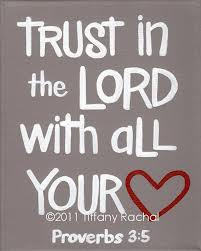 TRUST in
the LORD
with all
YOUR
©2011 Tiffany Rachal
Proverbs 3:5